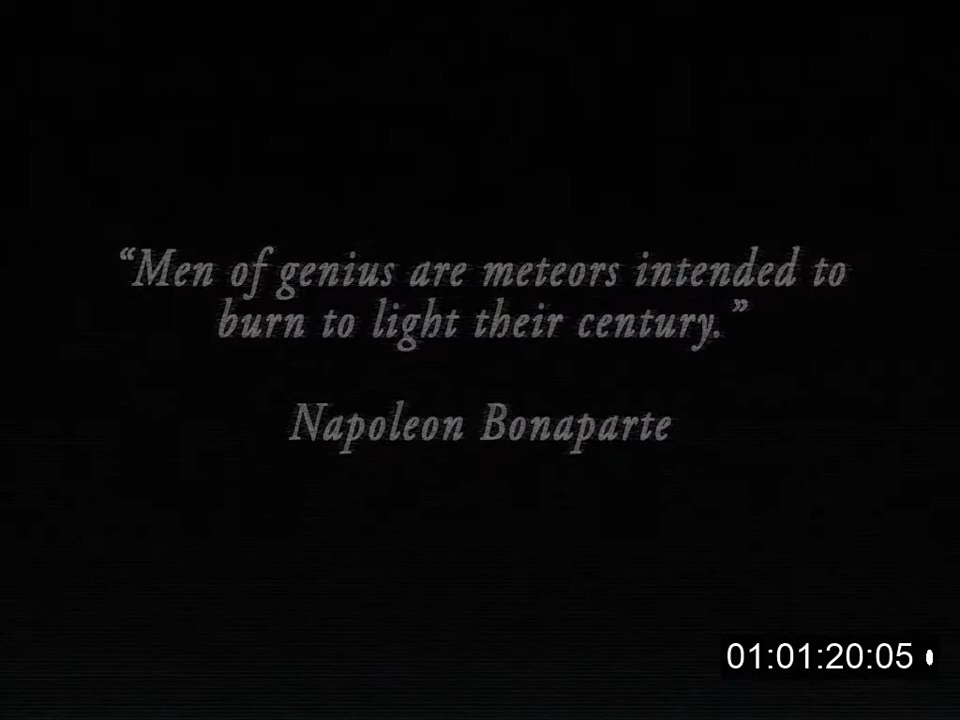 “Men of genius are meteors intended to
burn to light their century.”
Napoleon Bonaparte
01:01:20:05